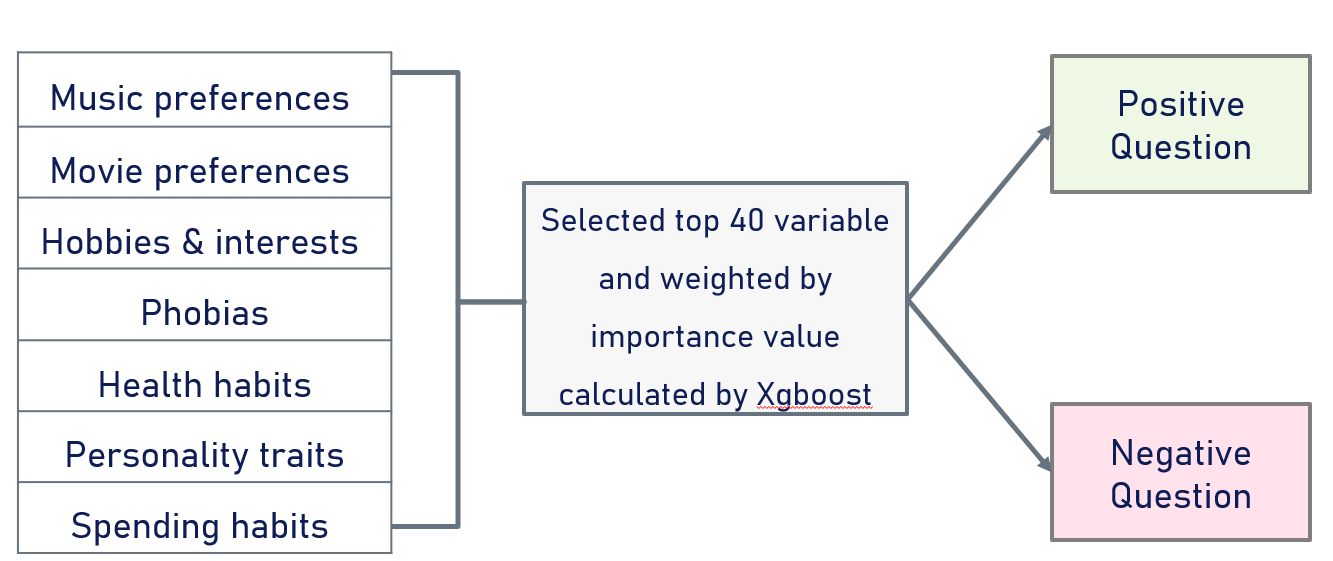 Music preferences
Movie preferences
Hobbies & interests
Phobias
Health habits
Personality traits
Spending habits
Selected top 40 variable
and weighted by
importance value
calculated by Xgboost
Positive
Question
Negative
Question